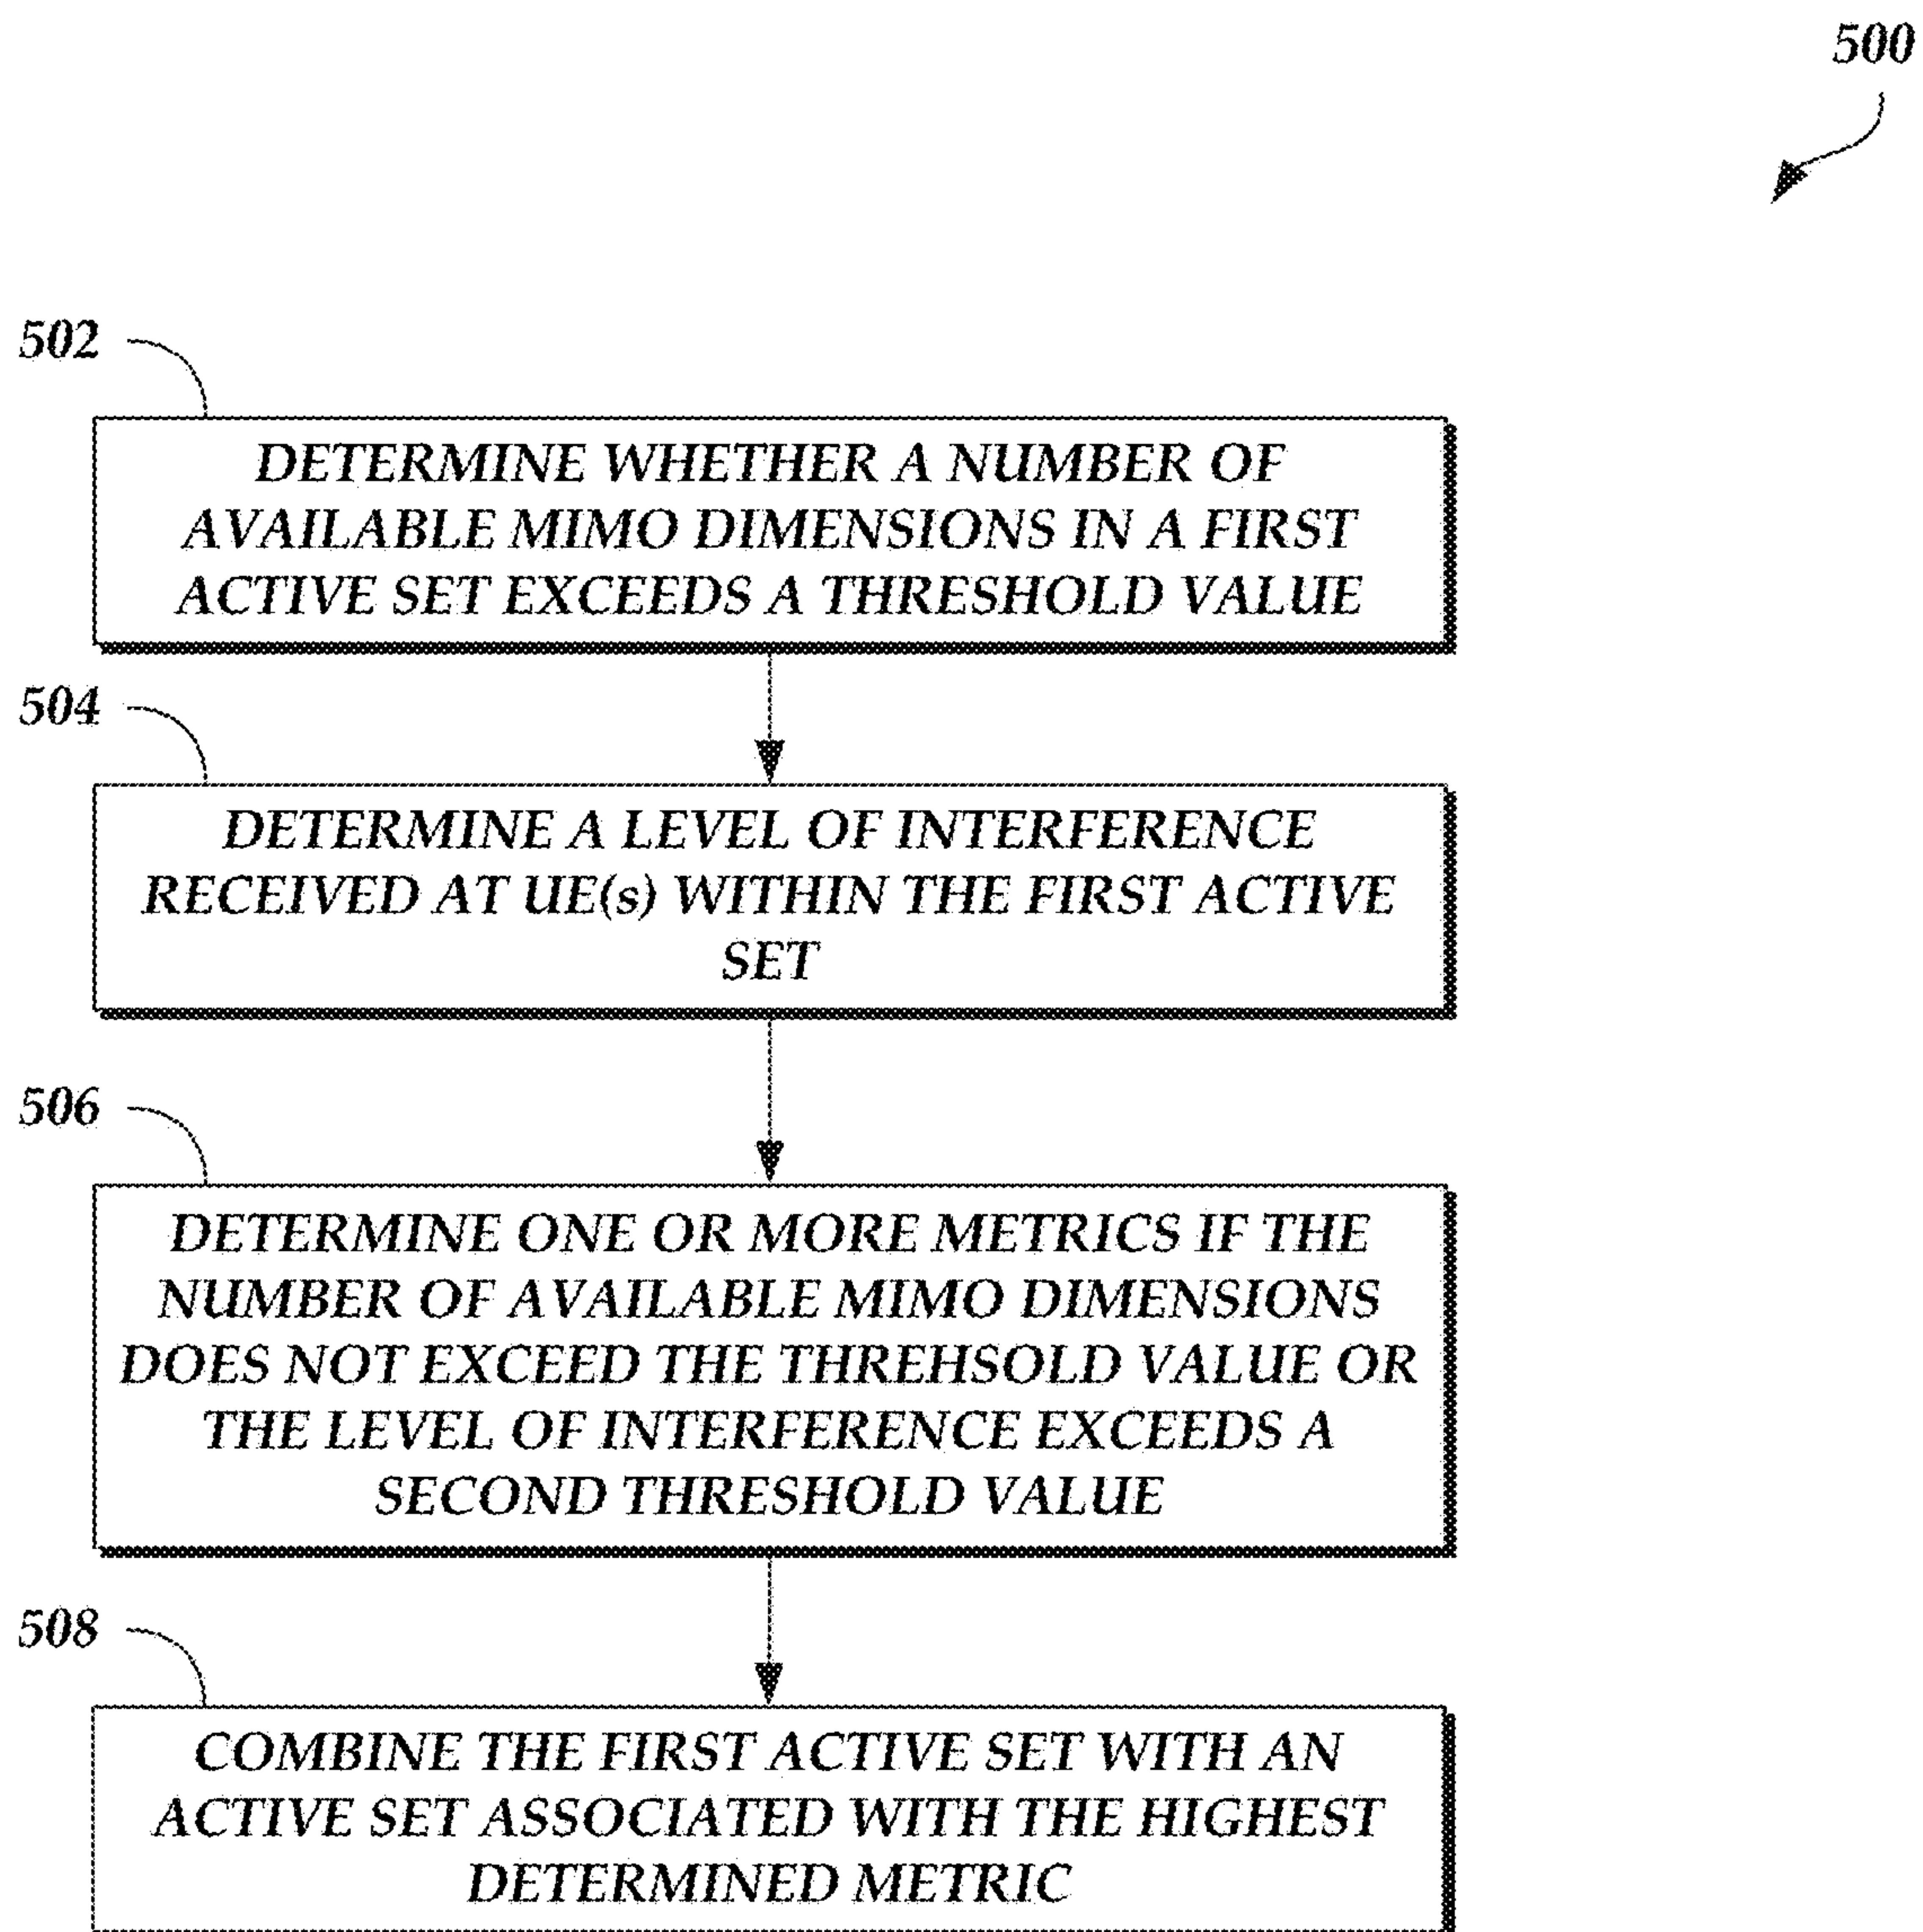 500
502
DETERMINE WHETHER A NUMBER OF
AVAILABLE MIMO DIMENSIONS IN A FIRST
ACTIVE SET EXCEEDS A THRESHOLD VALUE
504
DETERMINE A LEVEL OF INTERFERENCE
RECEIVED AT UE(s) WITHIN THE FIRST ACTIVE
SET
506
DETERMINE ONE OR MORE METRICS IF THE
NUMBER OF AVAILABLE MIMO DIMENSIONS
DOES NOT EXCEED THE THREHSOLD VALUE OR
THE LEVEL OF INTERFERENCE EXCEEDS A
SECOND THRESHOLD VALUE
508
COMBINE THE FIRST ACTIVE SET WITH AN
ACTIVE SET ASSOCIATED WITH THE HIGHEST
DETERMINED METRIC